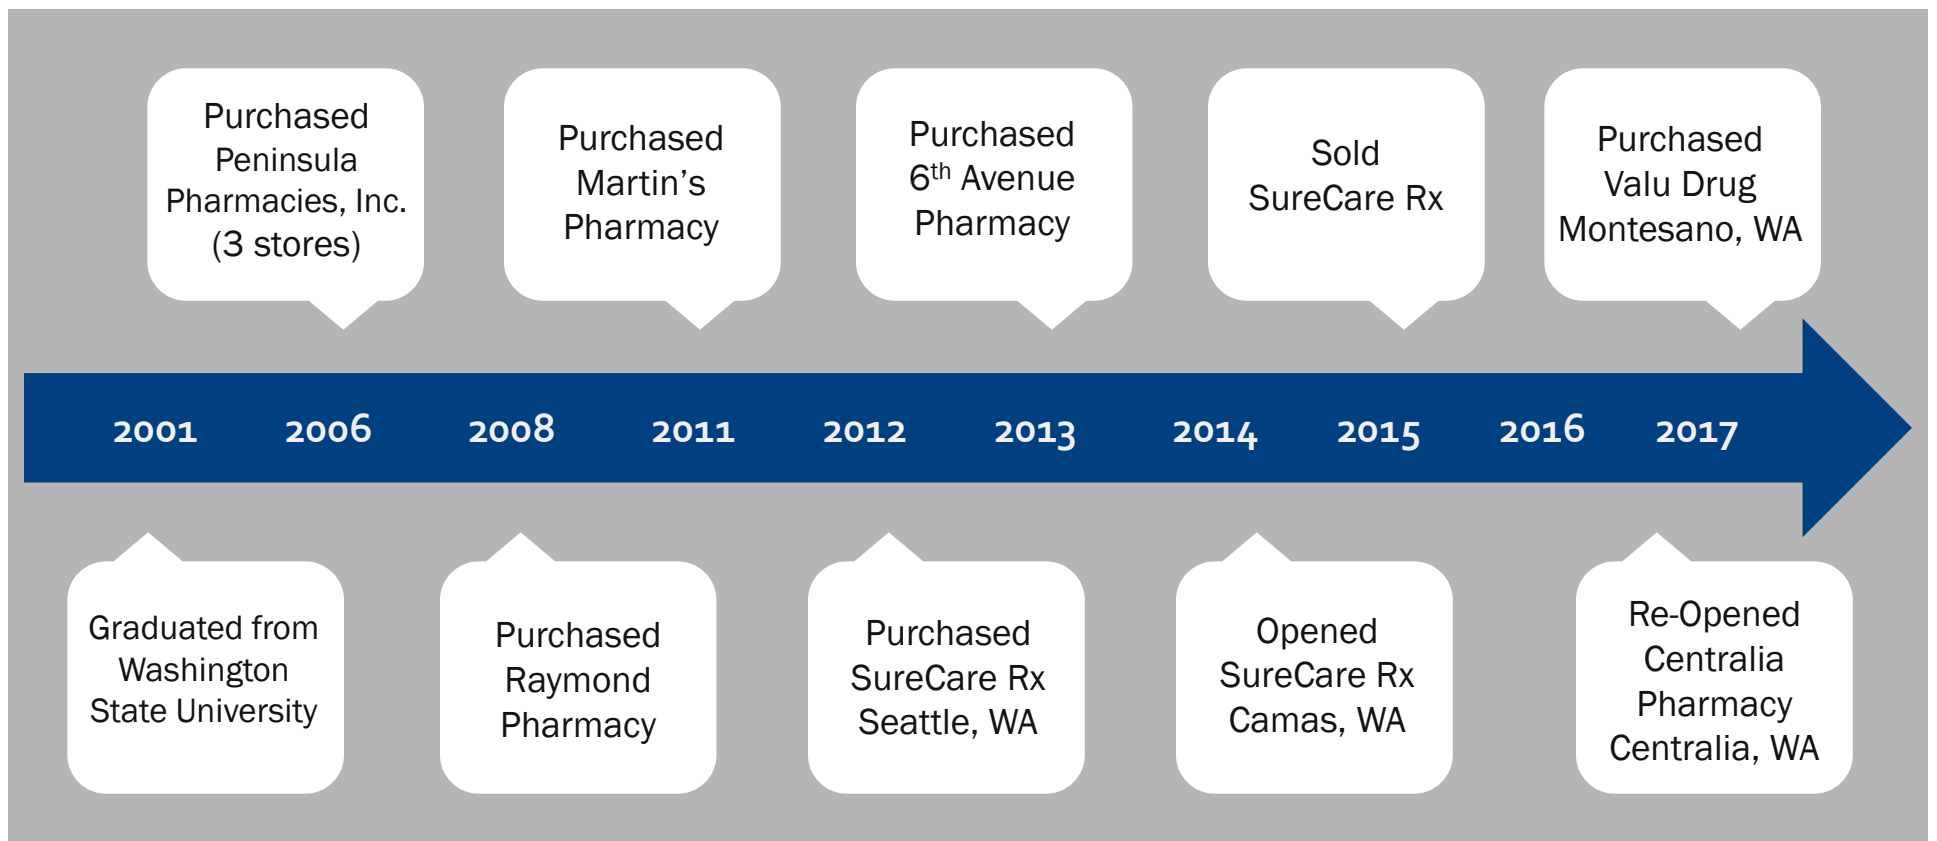 Purchased
Peninsula
Pharmacies, Inc.
(3 stores)
Purchased
Martin’s
Pharmacy
Purchased
6th Avenue
Pharmacy
Sold
SureCare Rx
Purchased
Valu Drug
Montesano, WA
2001 2006 2008 2011 2012 2013 2014 2015 2016 2017
Graduated from
Washington
State University
Purchased
Raymond
Pharmacy
Purchased
SureCare Rx
Seattle, WA
Opened
SureCare Rx
Camas, WA
Re-Opened
Centralia
Pharmacy
Centralia, WA